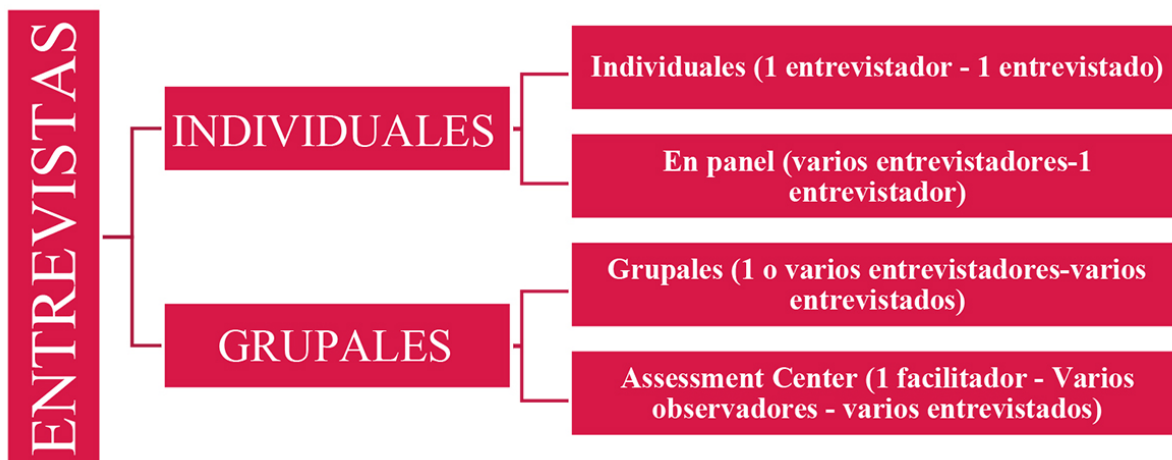 ENTREVISTAS
INDIVIDUALES
Individuales (1 entrevistador - 1 entrevistado)
En panel (varios entrevistadores-1
entrevistador)
GRUPALES
Grupales (1 o varios entrevistadores-varios
entrevistados)
Assessment Center (1 facilitador - Varios
observadores - varios entrevistados)